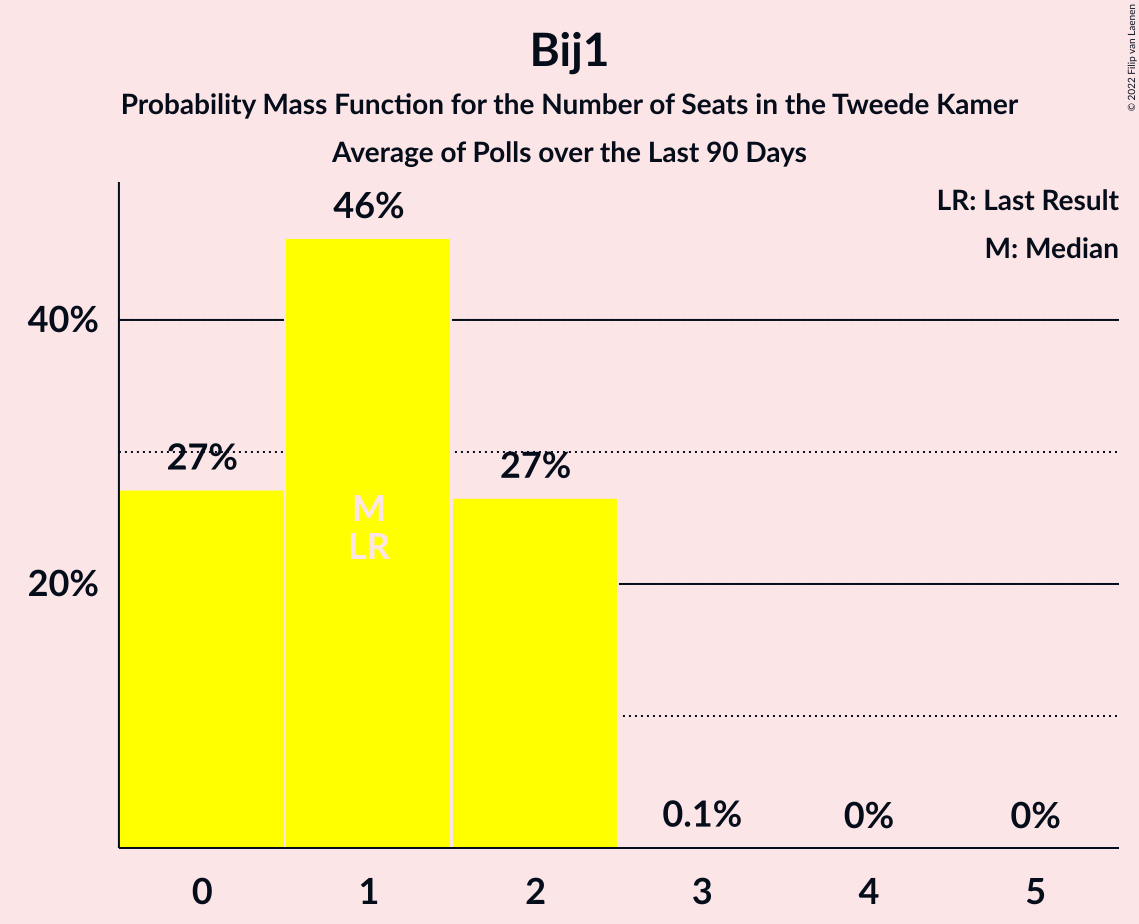 Bij1
Probability Mass Function for the Number of Seats in the Tweede Kamer
Average of Polls over the Last 90 Days
© 2022 Filip van Laenen
LR: Last Result
M: Median
46%
40%
27%
27%
M
LR
20%
0.1%
0%
0%
0 1 2 3 4 5